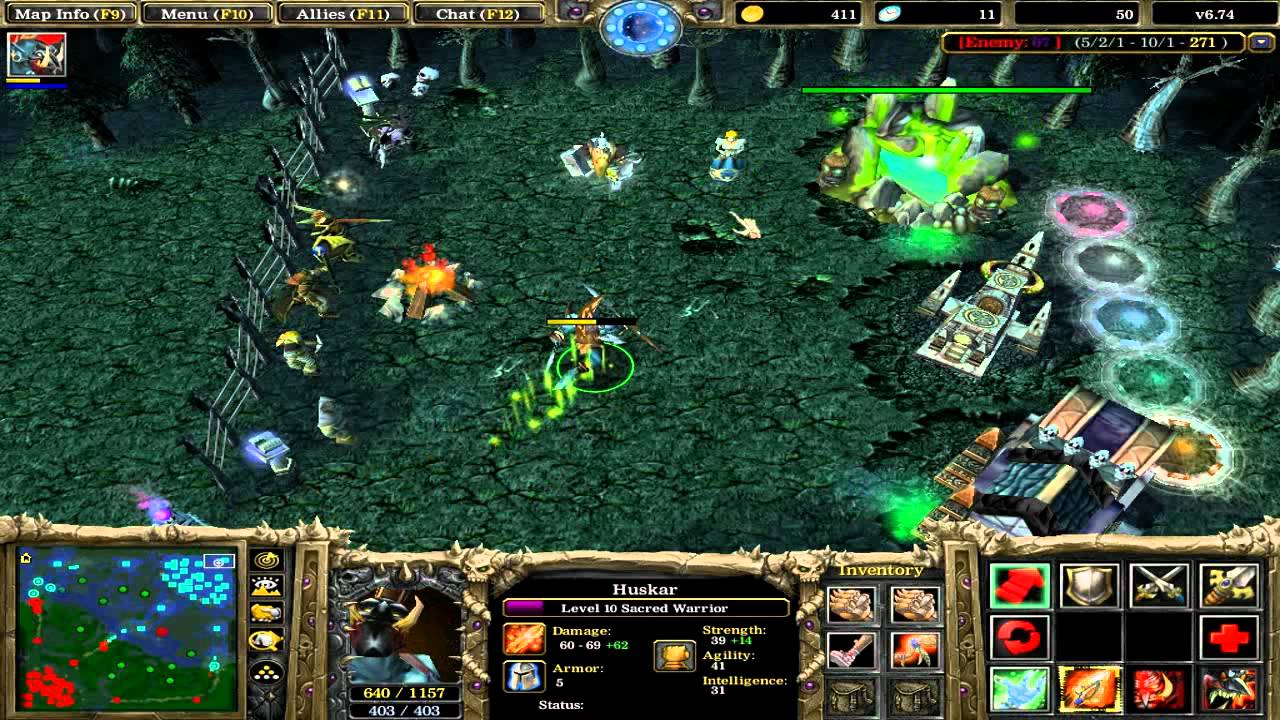 Map Info (F9) Menu (F10) Allies (F11) Chat (F12) 411 11 50 v6.74
[Enemy: 07 ] (5/2/1 - 10/1 - 271 )
Huskar
Level 10 Sacred Warrior
Damage:
60 - 69 +62
Armor:
5
Status:
Strength:
39 +14
Agility:
41
Intelligence:
31
640 / 1157
403 / 403
Inventory